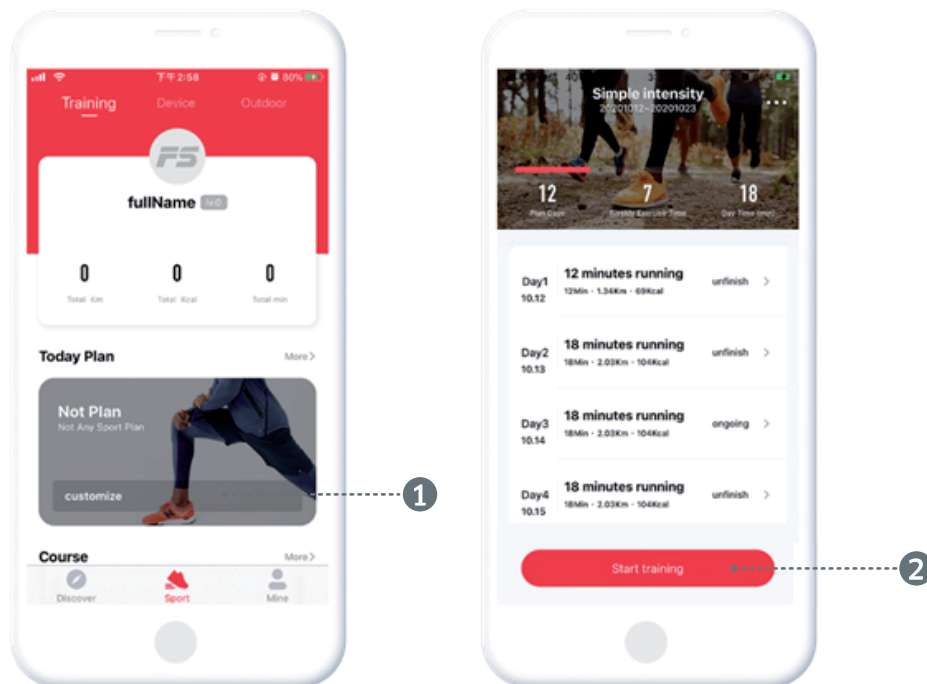 下午2:58
80%
Training Device Outdoor
FS
fullName lv0
0 0 0
Total Km Total Kcal Total min
Today Plan More>
Not Plan
Not Any Sport Plan
customize
1
Course More>
Discover Sport Mine
Simple intensity
20201012-20201023
...
12 7 18
Plan Days Weekly Exercise Time Day Time (min)
Day1 12 minutes running unfinish >
10.12 12Min - 1.34Km - 69Kcal
Day2 18 minutes running unfinish >
10.13 18Min - 2.03Km - 104Kcal
Day3 18 minutes running ongoing >
10.14 18Min - 2.03Km - 104Kcal
Day4 18 minutes running unfinish >
10.15 18Min - 2.03Km - 104Kcal
Start training
2